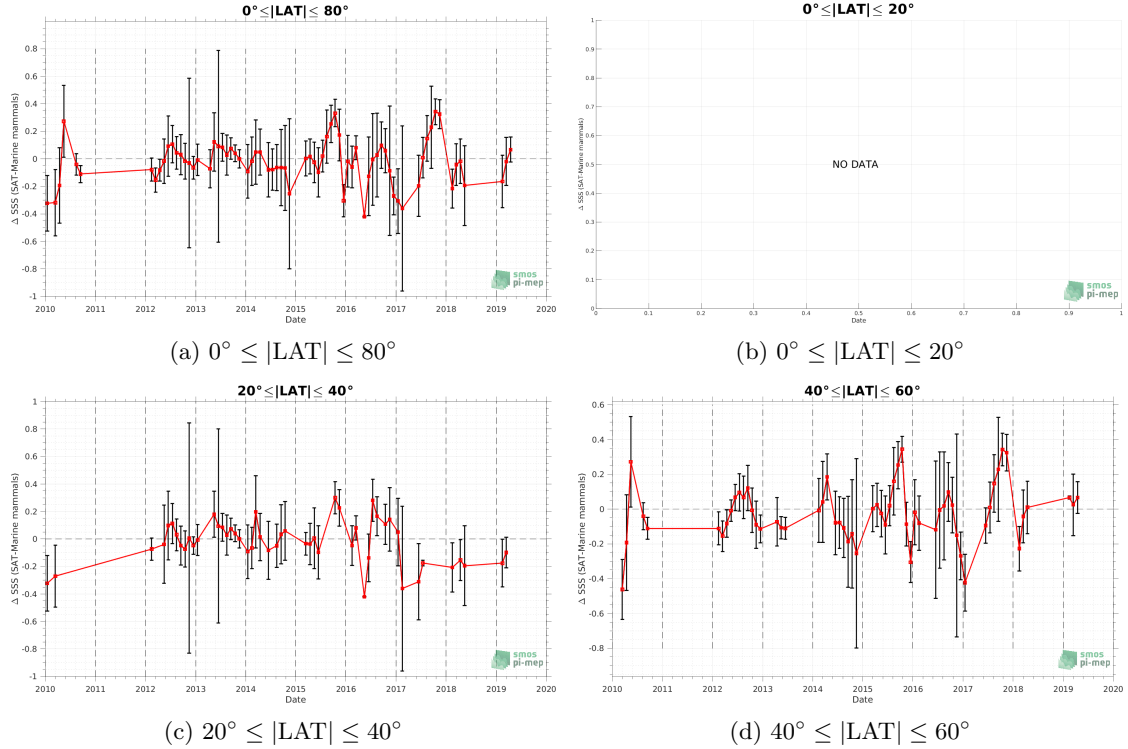 0°≤|LAT|≤ 80°
Δ SSS (SAT-Marine mammals)
0.8
0.6
0.4
0.2
0
-0.2
-0.4
-0.6
-0.8
-1
2010 2011 2012 2013 2014 2015 2016 2017 2018 2019 2020
Date
smos
pi-mep
(a) 0° ≤ |LAT| ≤ 80°
0°≤|LAT|≤ 20°
Δ SSS (SAT-Marine mammals)
1
0.9
0.8
0.7
0.6
0.5
0.4
0.3
0.2
0.1
0
NO DATA
0 0.1 0.2 0.3 0.4 0.5 0.6 0.7 0.8 0.9 1
Date
smos
pi-mep
(b) 0° ≤ |LAT| ≤ 20°
20°≤|LAT|≤ 40°
Δ SSS (SAT-Marine mammals)
1
0.8
0.6
0.4
0.2
0
-0.2
-0.4
-0.6
-0.8
-1
2010 2011 2012 2013 2014 2015 2016 2017 2018 2019 2020
Date
smos
pi-mep
(c) 20° ≤ |LAT| ≤ 40°
40°≤|LAT|≤ 60°
Δ SSS (SAT-Marine mammals)
0.6
0.4
0.2
0
-0.2
-0.4
-0.6
-0.8
2010 2011 2012 2013 2014 2015 2016 2017 2018 2019 2020
Date
smos
pi-mep
(d) 40° ≤ |LAT| ≤ 60°